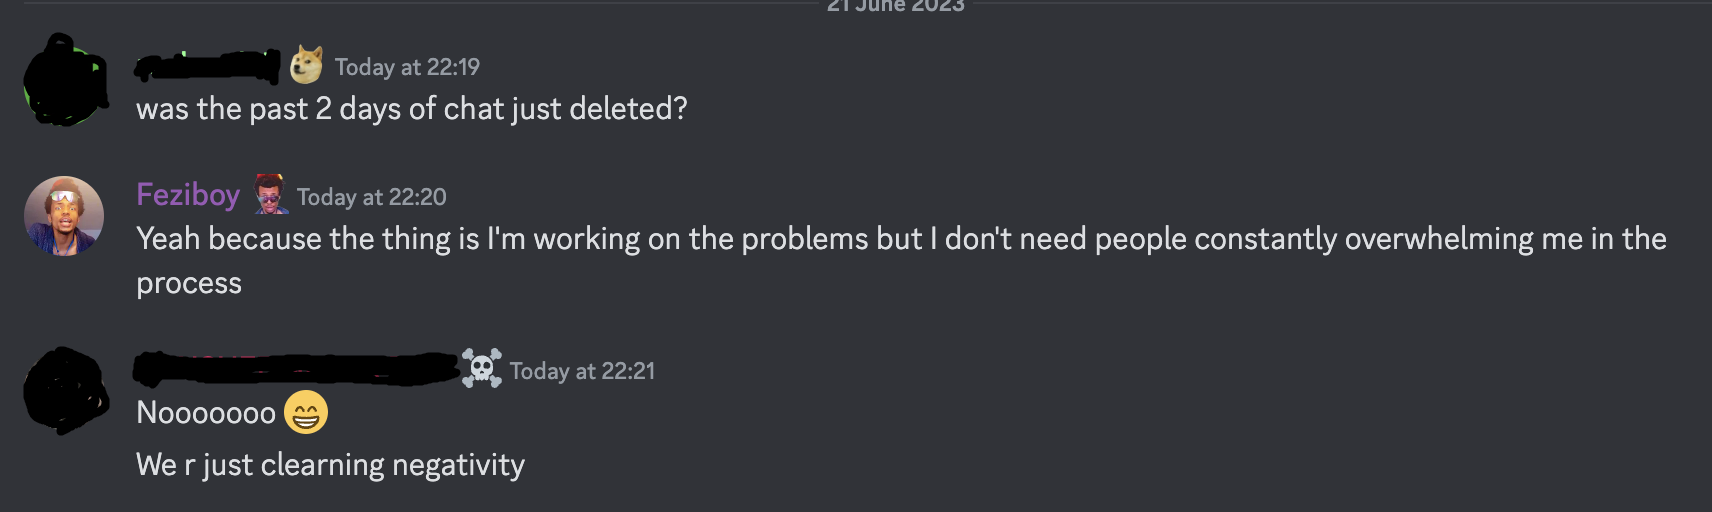 21 June 2023
Today at 22:19
was the past 2 days of chat just deleted?
Feziboy Today at 22:20
Yeah because the thing is I'm working on the problems but I don't need people constantly overwhelming me in the
process
Today at 22:21
Nooooooo
We r just clearning negativity